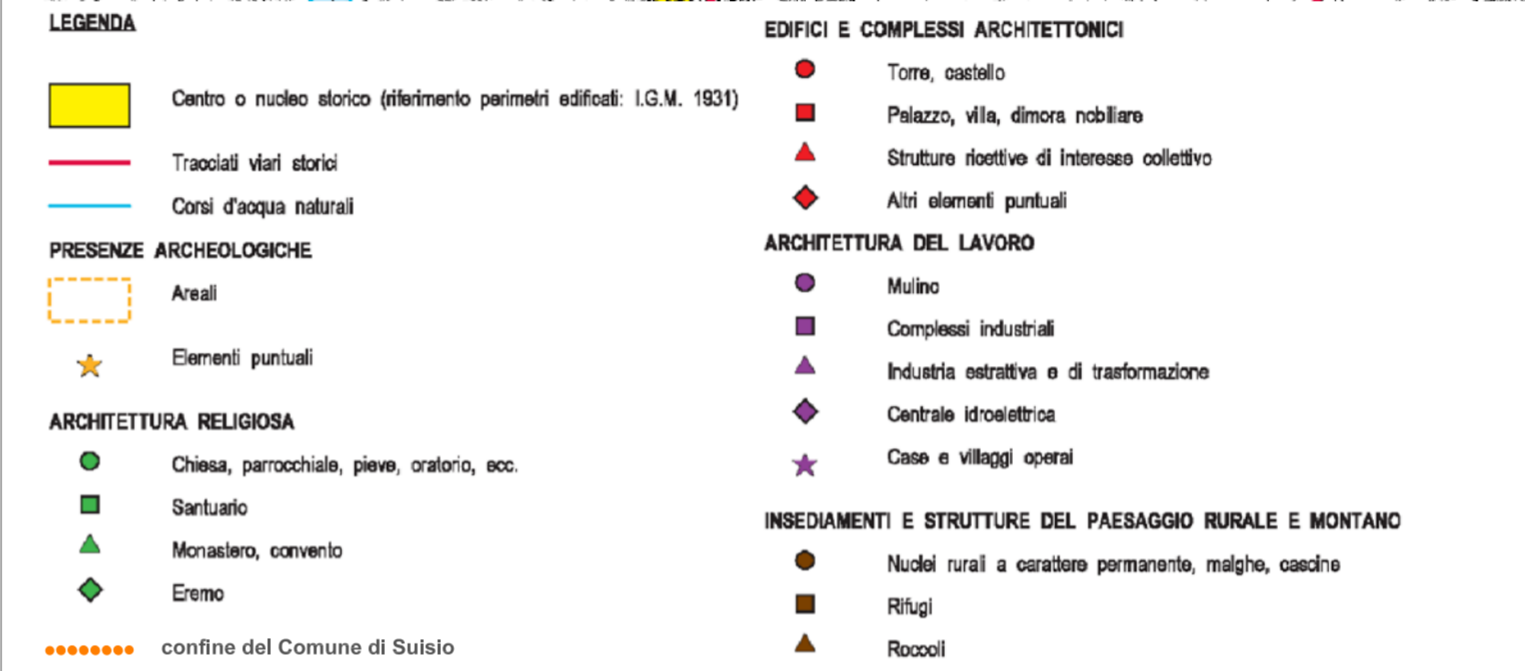 LEGENDA
Centro o nucleo storico (riferimento perimetri edificati: I.G.M. 1931)
Tracciati viari storici
Corsi d'acqua naturali
PRESENZE ARCHEOLOGICHE
Areali
Elementi puntuali
ARCHITETTURA RELIGIOSA
Chiesa, parrocchiale, pieve, oratorio, ecc.
Santuario
Monastero, convento
Eremo
confine del Comune di Suisio
EDIFICI E COMPLESSI ARCHITETTONICI
Torre, castello
Palazzo, villa, dimora nobiliare
Strutture ricettive di interesse collettivo
Altri elementi puntuali
ARCHITETTURA DEL LAVORO
Mulino
Complessi industriali
Industria estrattiva e di trasformazione
Centrale idroelettrica
Case e villaggi operai
INSEDIAMENTI E STRUTTURE DEL PAESAGGIO RURALE E MONTANO
Nuclei rurali a carattere permanente, malghe, cascine
Rifugi
Roccoli